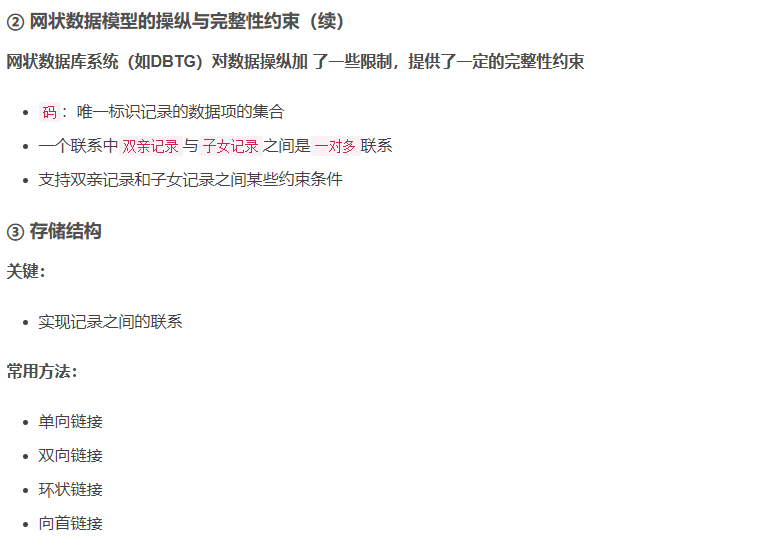 ② 网状数据模型的操纵与完整性约束（续）
网状数据库系统（如DBTG）对数据操纵加 了一些限制，提供了一定的完整性约束
码：唯一标识记录的数据项的集合
一个联系中双亲记录与子女记录之间是一对多联系
支持双亲记录和子女记录之间某些约束条件
③ 存储结构
关键：
实现记录之间的联系
常用方法：
单向链接
双向链接
环状链接
向首链接